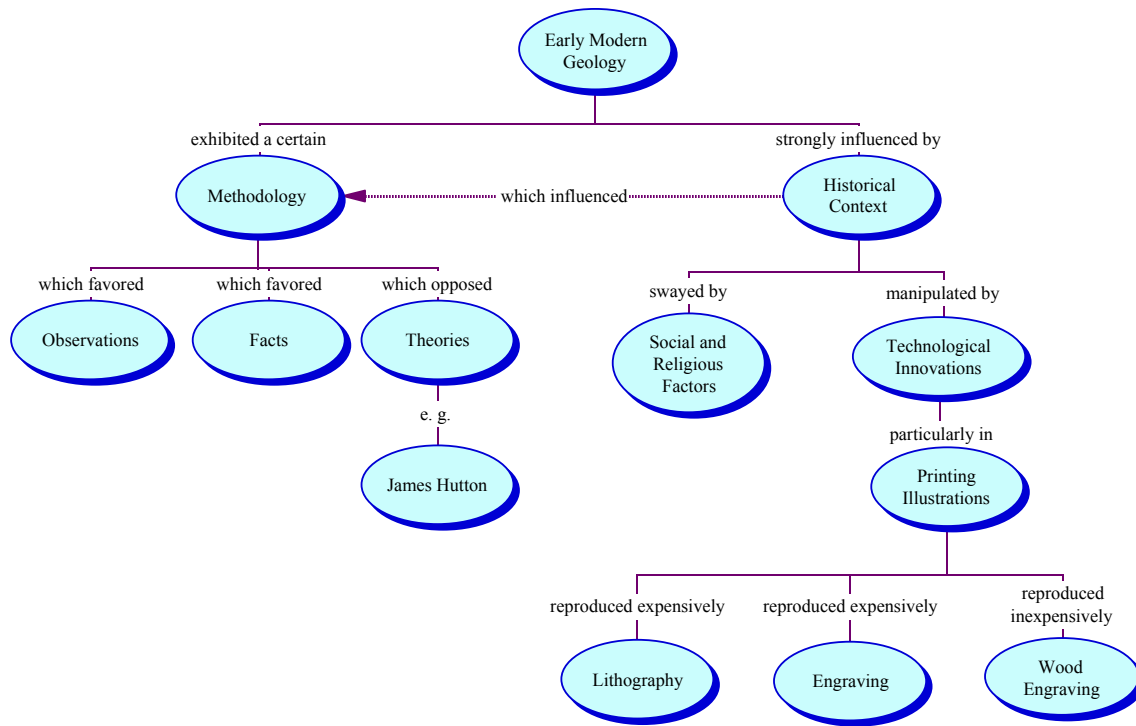 Early Modern
Geology
exhibited a certain
strongly influenced by
Methodology
which influenced
Historical
Context
which favored
which favored
which opposed
swayed by
manipulated by
Observations
Facts
Theories
Social and
Religious
Factors
Technological
Innovations
e. g.
particularly in
James Hutton
Printing
Illustrations
reproduced expensively
reproduced expensively
reproduced
inexpensively
Lithography
Engraving
Wood
Engraving